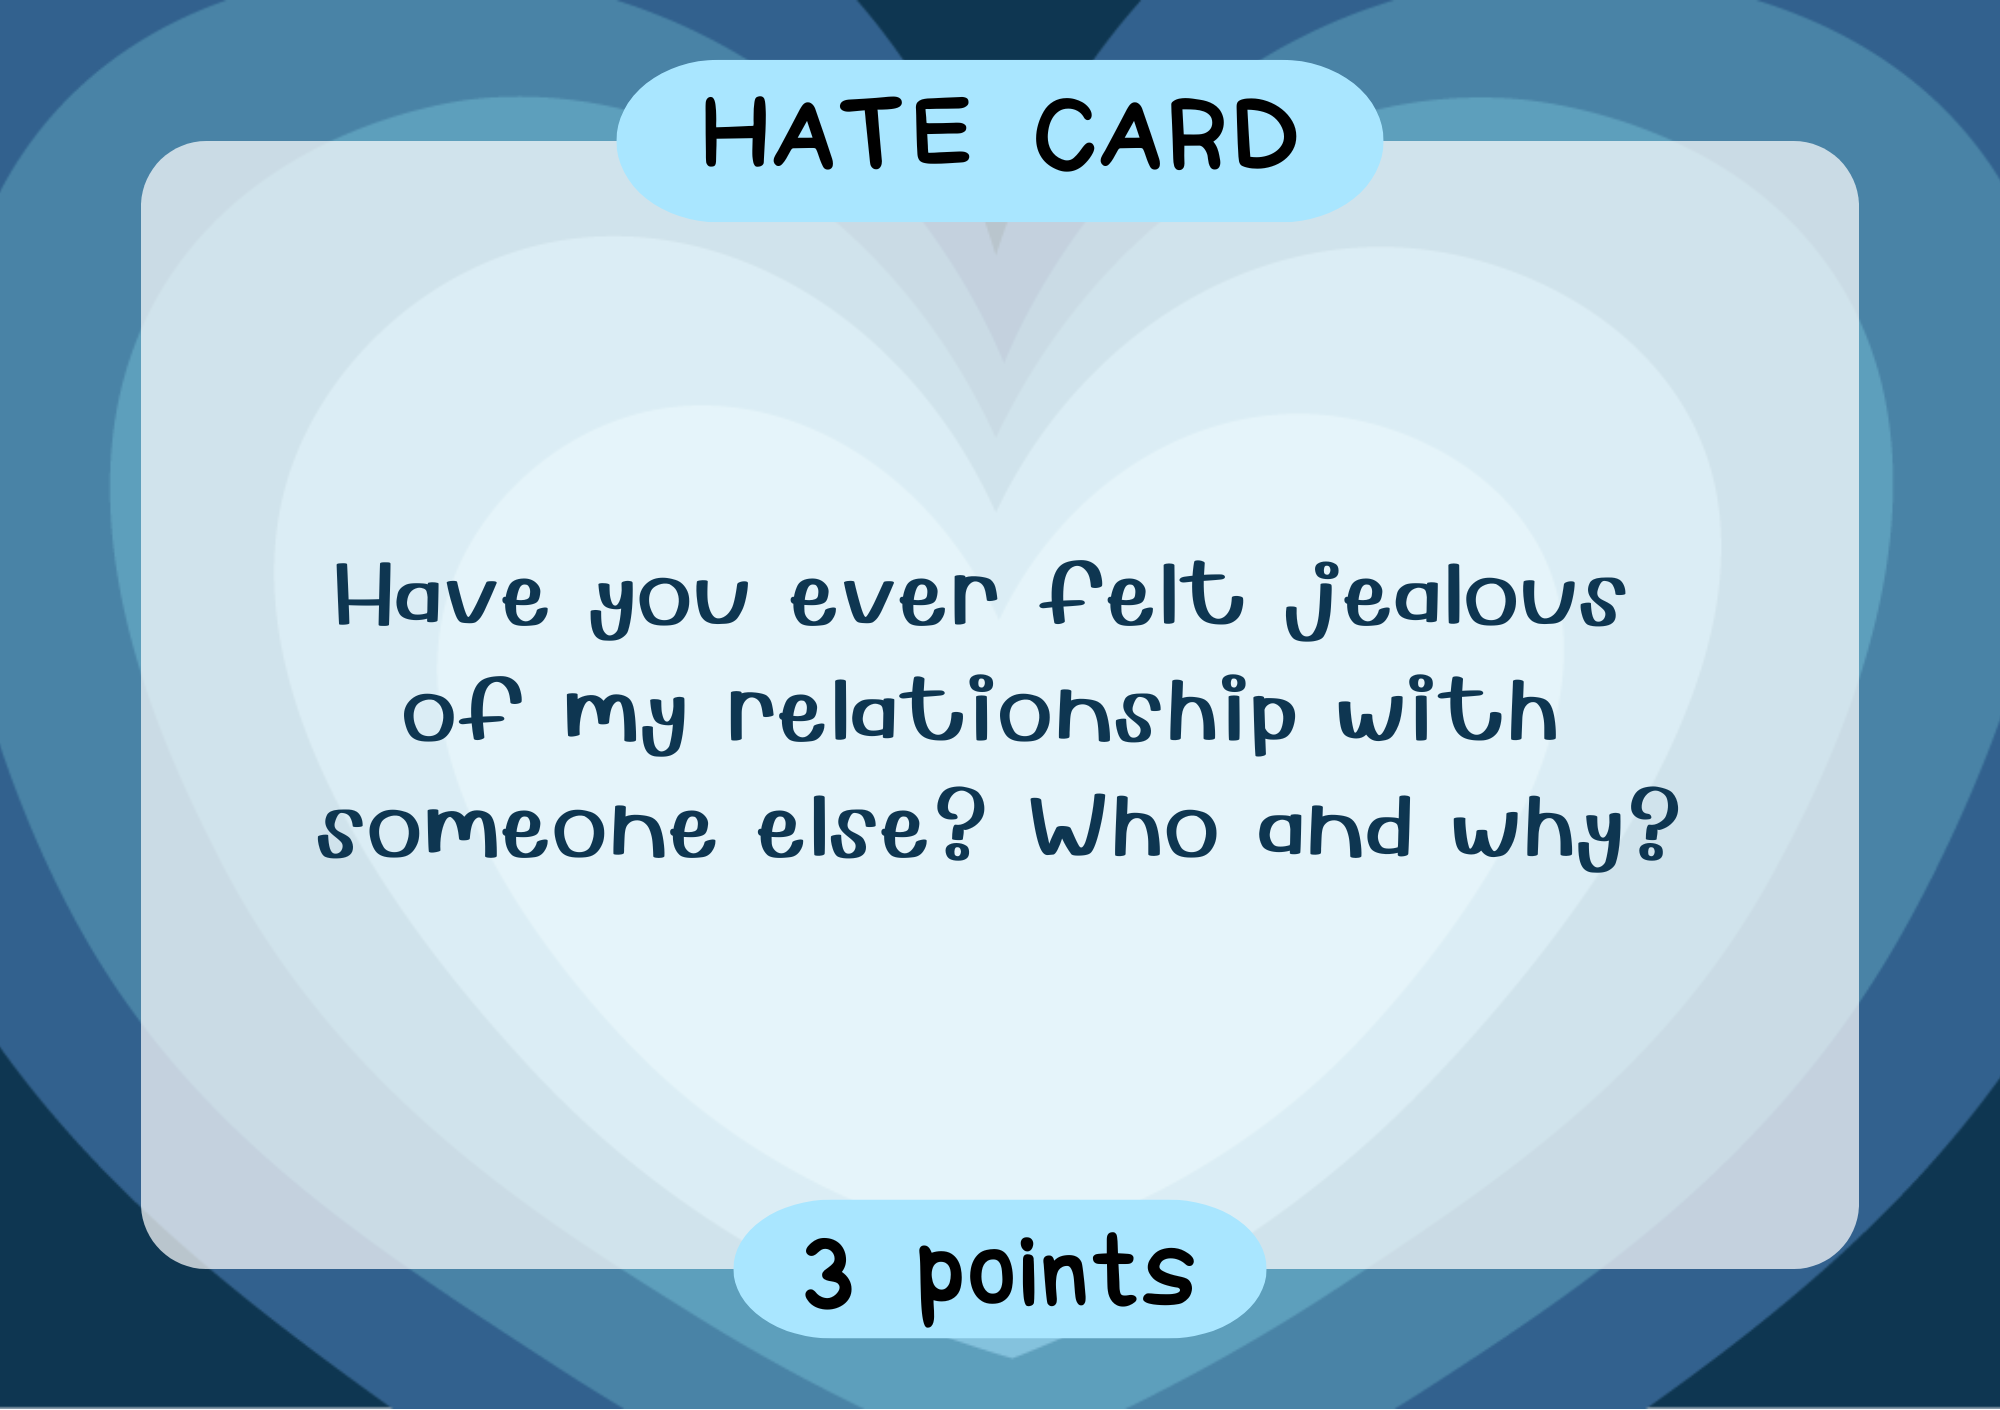 HATE CARD
Have you ever felt jealous
of my relationship with
someone else? Who and why?
3 points